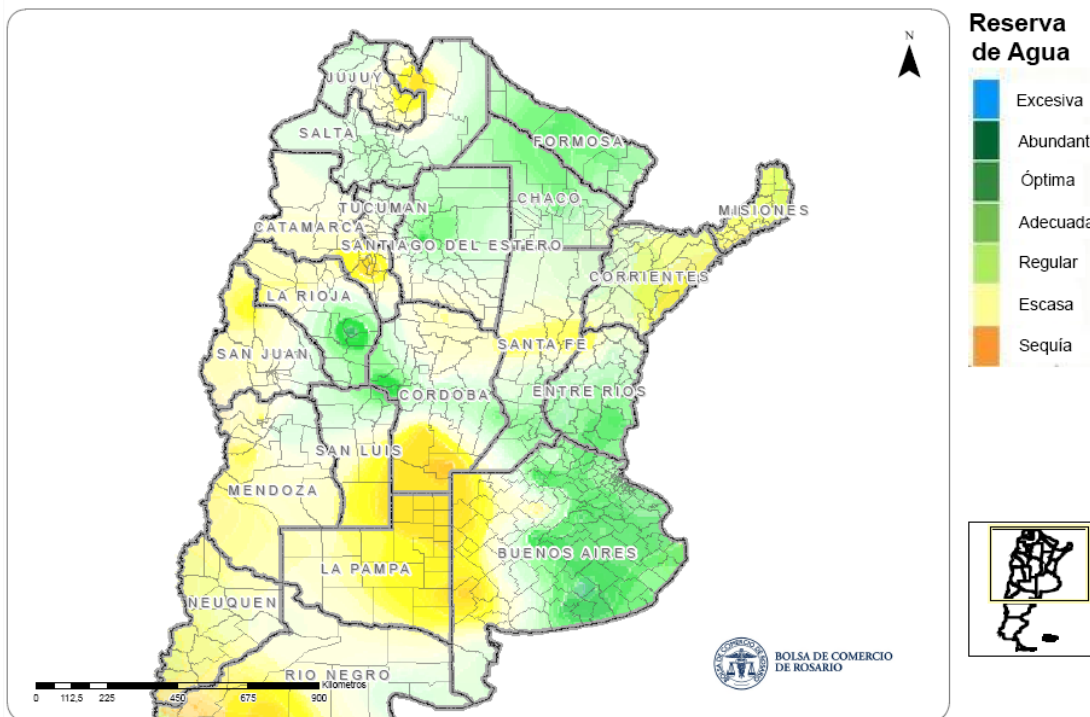 Reserva
de Agua
Excesiva
Abundant
Óptima
Adecuada
Regular
Escasa
Sequía
N
JUJUY
SALTA
FORMOSA
CHACO
MISIONES
TUCUMAN
CATAMARCA
SANTIAGO DEL ESTERO
CORRIENTES
LA RIOJA
SANTA FE
SAN JUAN
CORDOBA
ENTRE RIOS
SAN LUIS
MENDOZA
BUENOS AIRES
LA PAMPA
NEUQUEN
RIO NEGRO
Kilometros
0 112,5 225 450 675 900
BOLSA DE COMERCIO
DE ROSARIO